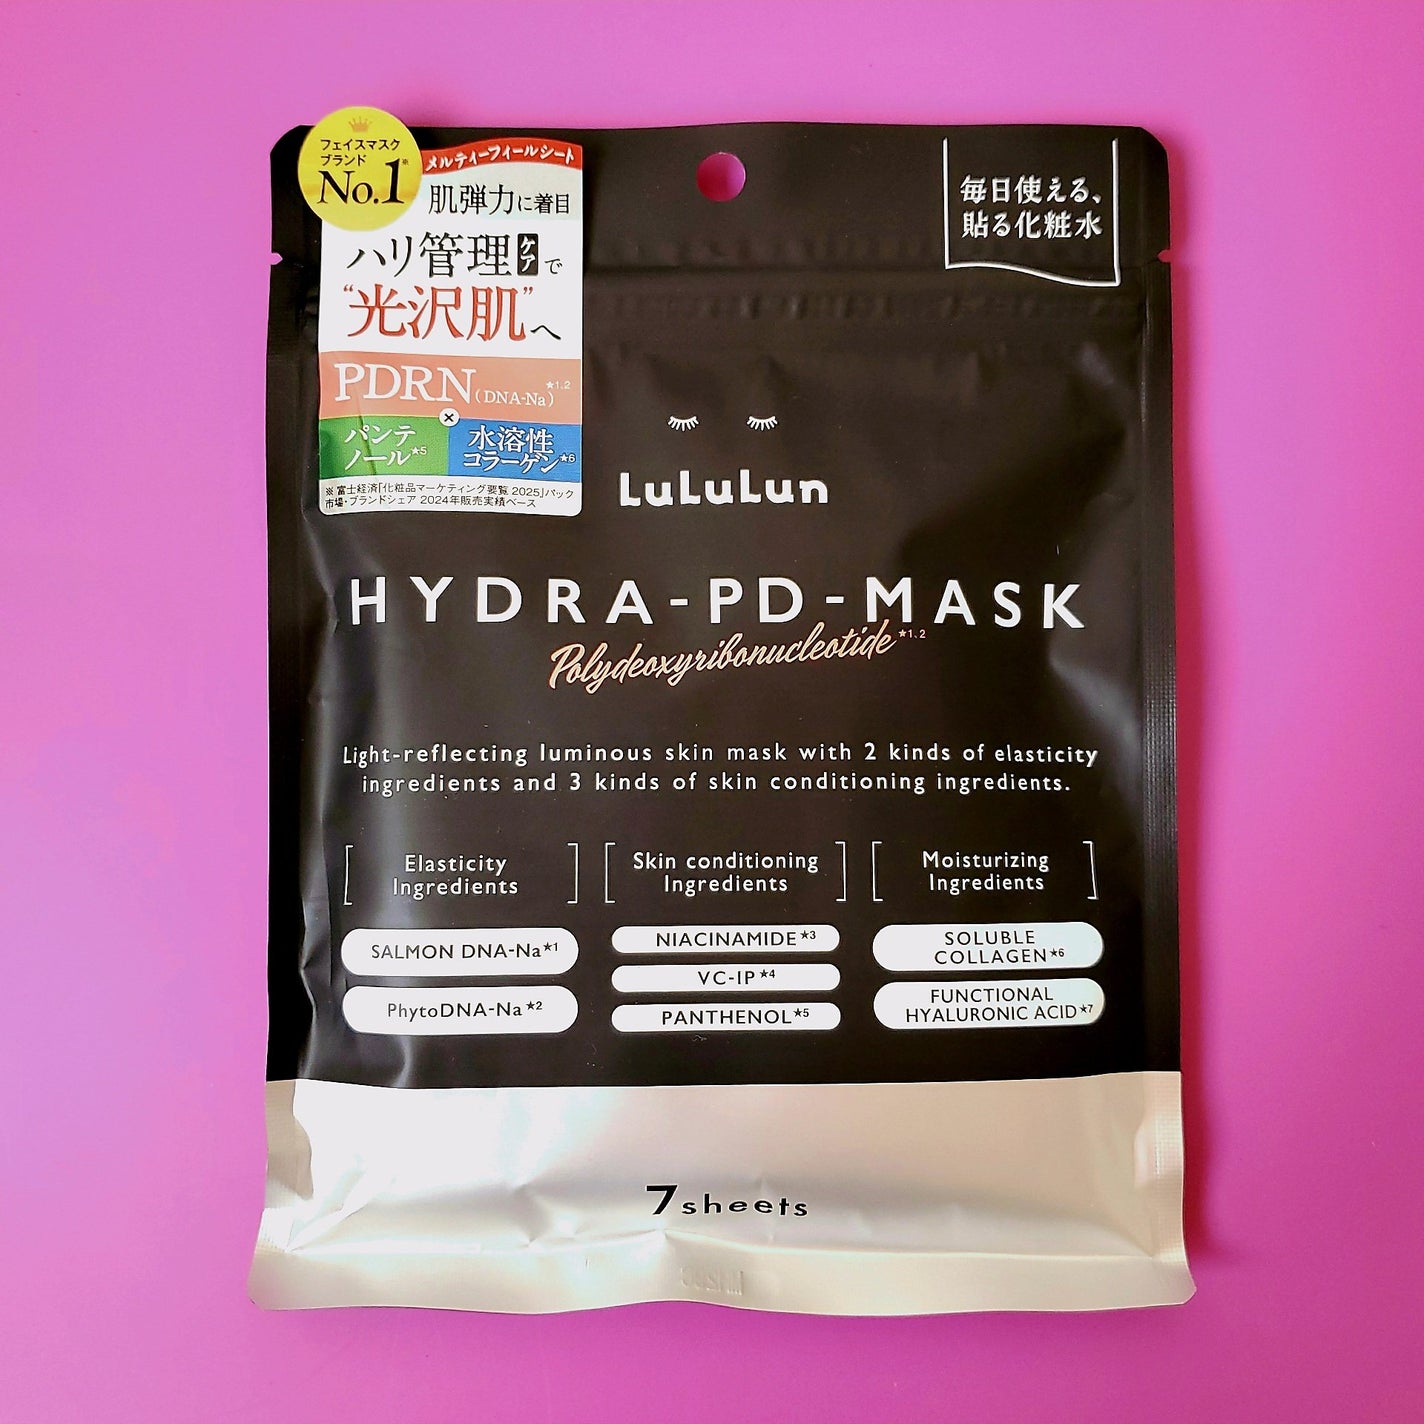 フェイスマスク
ブランド
No.1※
メルティーフィールシート
肌弾力に着目
ハリ管理ケアで
“光沢肌”へ
PDRN(DNA-Na)★1,2
×
パンテ
ノール★5
水溶性
コラーゲン★6
※ 富士経済「化粧品マーケティング要覧 2025」パック
市場・ブランドシェア 2024年販売実績ベース
毎日使える、
貼る化粧水
LuLuLun
HYDRA-PD-MASK
Polydeoxyribonucleotide★1,2
Light-reflecting luminous skin mask with 2 kinds of elasticity
ingredients and 3 kinds of skin conditioning ingredients.
Elasticity
Ingredients
SALMON DNA-Na★1
PhytoDNA-Na★2
Skin conditioning
Ingredients
NIACINAMIDE★3
VC-IP★4
PANTHENOL★5
Moisturizing
Ingredients
SOLUBLE
COLLAGEN★6
FUNCTIONAL
HYALURONIC ACID★7
7sheets